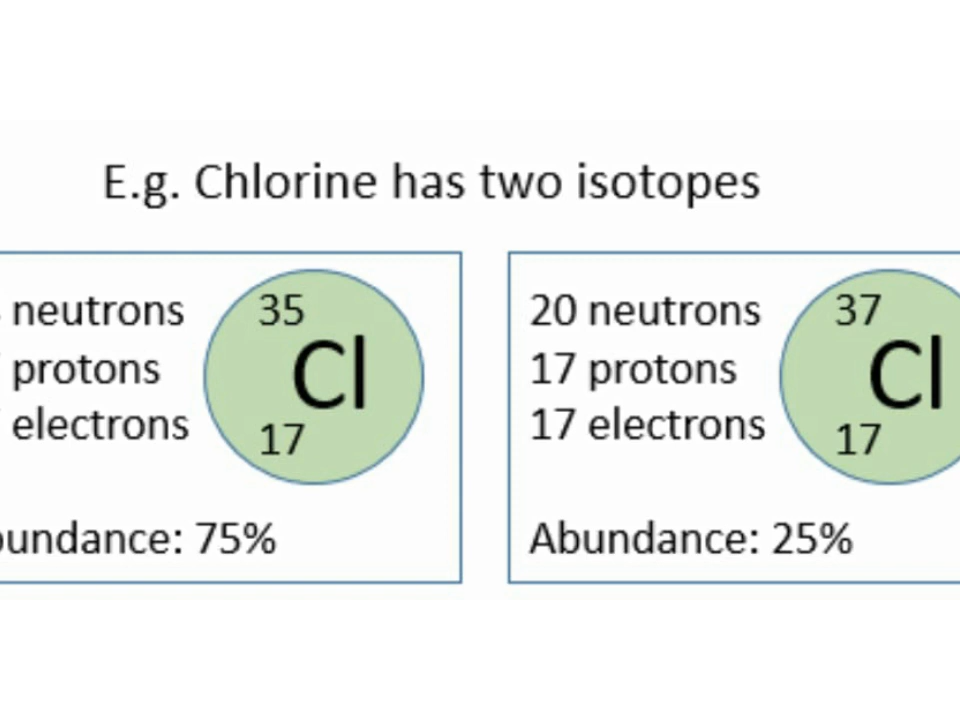 E.g. Chlorine has two isotopes
neutrons
protons
electrons
35
Cl
17
Abundance: 75%
20 neutrons
17 protons
17 electrons
37
Cl
17
Abundance: 25%